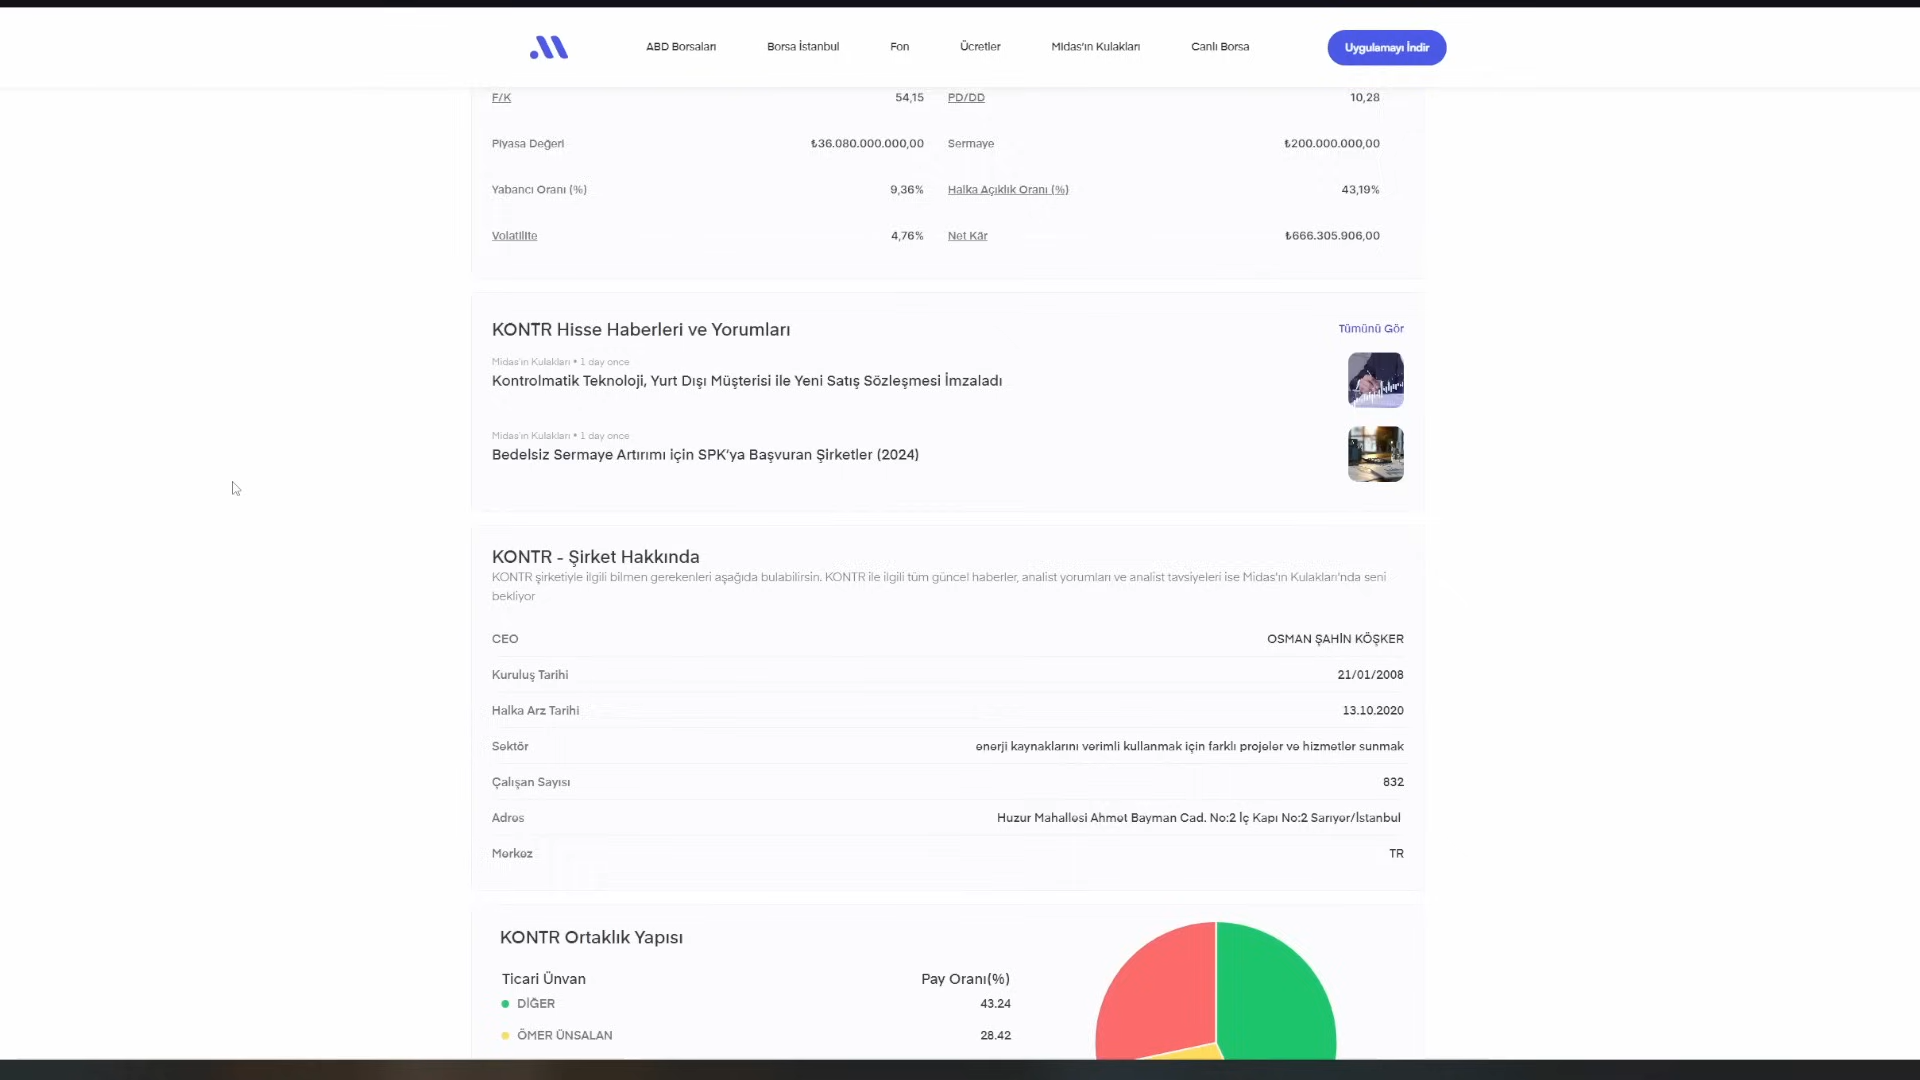 ABD Borsaları Borsa İstanbul Fon Ücretler Midas'ın Kulakları Canlı Borsa Uygulamayı İndir
F/K 54,15 PD/DD 10,28
Piyasa Değeri ₺36.080.000.000,00 Sermaye ₺200.000.000,00
Yabancı Oranı (%) 9,36% Halka Açıklık Oranı (%) 43,19%
Volatilite 4,76% Net Kâr ₺666.305.906,00
KONTR Hisse Haberleri ve Yorumları Tümünü Gör
Midas'ın Kulakları • 1 day once
Kontrolmatik Teknoloji, Yurt Dışı Müşterisi ile Yeni Satış Sözleşmesi İmzaladı
Midas'ın Kulakları • 1 day once
Bedelsiz Sermaye Artırımı için SPK'ya Başvuran Şirketler (2024)
KONTR - Şirket Hakkında
KONTR şirketiyle ilgili bilmen gerekenleri aşağıda bulabilirsin. KONTR ile ilgili tüm güncel haberler, analist yorumları ve analist tavsiyeleri ise Midas'ın Kulakları'nda seni
bekliyor
CEO OSMAN ŞAHİN KÖŞKER
Kuruluş Tarihi 21/01/2008
Halka Arz Tarihi 13.10.2020
Sektör enerji kaynaklarını verimli kullanmak için farklı projeler ve hizmetler sunmak
Çalışan Sayısı 832
Adres Huzur Mahallesi Ahmet Bayman Cad. No:2 İç Kapı No:2 Sarıyer/İstanbul
Merkez TR
KONTR Ortaklık Yapısı
Ticari Ünvan Pay Oranı(%)
DİĞER 43.24
ÖMER ÜNSALAN 28.42